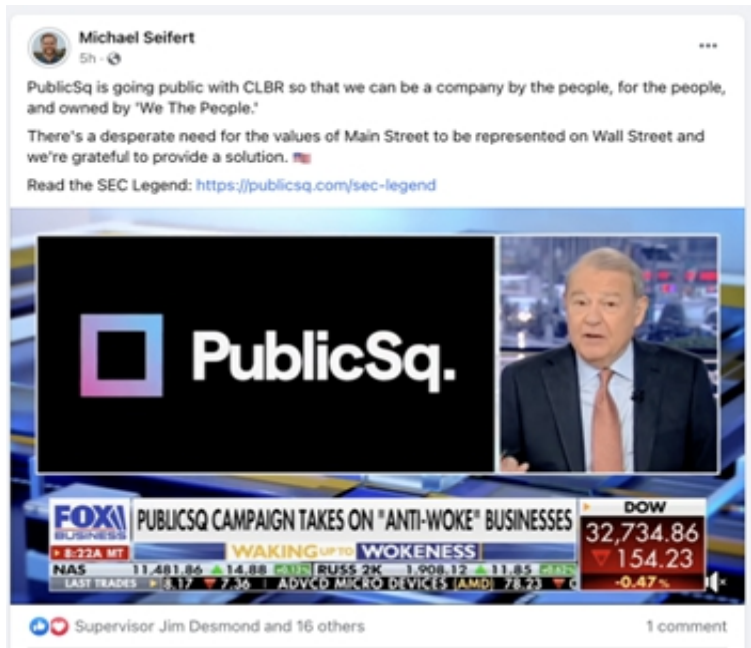 Michael Seifert
5h ·
PublicSq is going public with CLBR so that we can be a company by the people, for the people,
and owned by 'We The People.'
There's a desperate need for the values of Main Street to be represented on Wall Street and
we're grateful to provide a solution. 🇺🇸
Read the SEC Legend: https://publicsq.com/sec-legend
PublicSq.
FOX
BUSINESS
PUBLICSQ CAMPAIGN TAKES ON "ANTI-WOKE" BUSINESSES
DOW
32,734.86
▼154.23
-0.47%
8:22A MT
WAKING UP TO WOKENESS
NAS 11,481.86 ▲ 14.88 RUSS 2K 1,908.12 ▲ 11.85
LAST TRADES 8.17 ▼ 7.36 ADVCD MICRO DEVICES (AMD) 78.23 ▼
Supervisor Jim Desmond and 16 others
1 comment